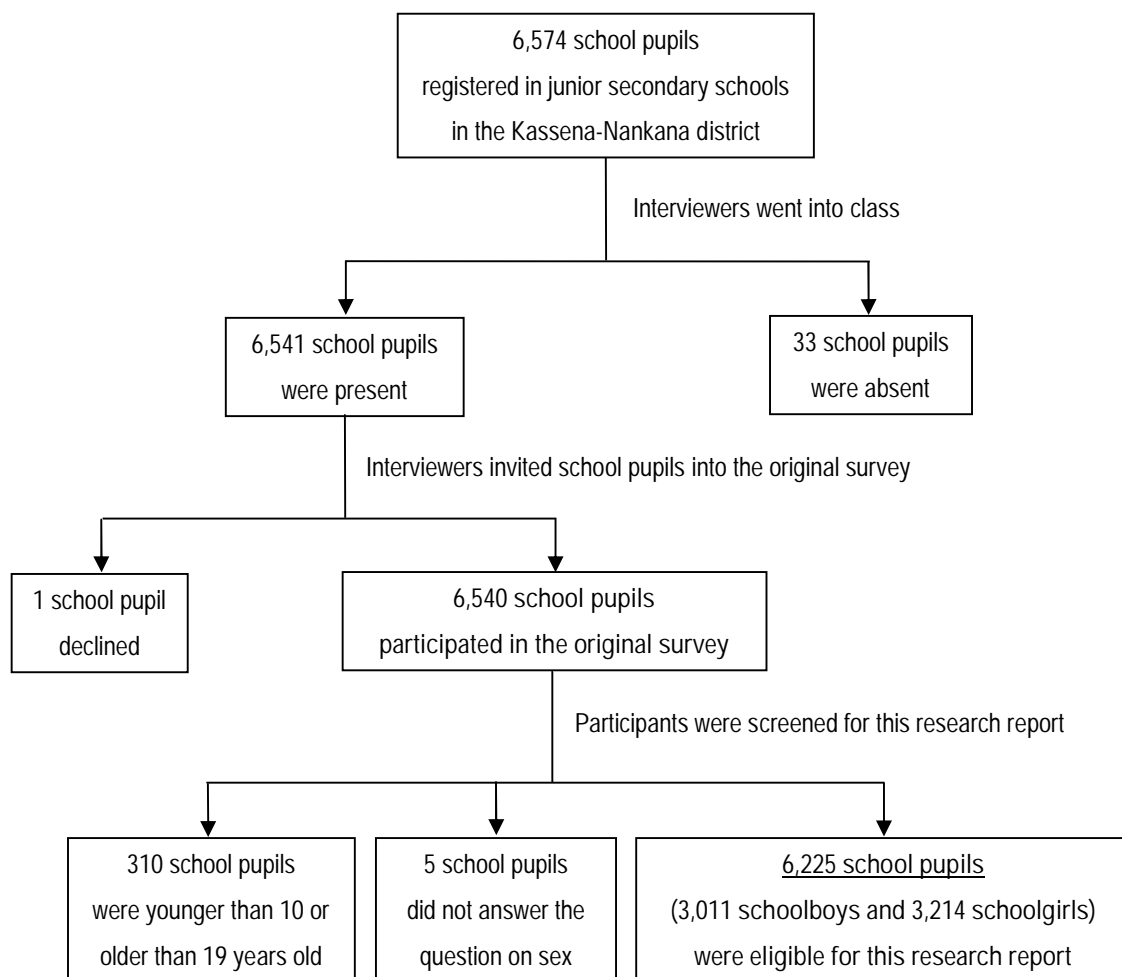 6,574 school pupils
registered in junior secondary schools
in the Kassena-Nankana district
Interviewers went into class
6,541 school pupils
were present
33 school pupils
were absent
Interviewers invited school pupils into the original survey
1 school pupil
declined
6,540 school pupils
participated in the original survey
Participants were screened for this research report
310 school pupils
were younger than 10 or
older than 19 years old
5 school pupils
did not answer the
question on sex
6,225 school pupils
(3,011 schoolboys and 3,214 schoolgirls)
were eligible for this research report